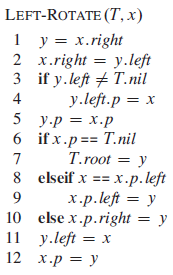 LEFT-ROTATE(T, x)
1 y = x.right
2 x.right = y.left
3 if y.left ≠ T.nil
4 y.left.p = x
5 y.p = x.p
6 if x.p == T.nil
7 T.root = y
8 elseif x == x.p.left
9 x.p.left = y
10 else x.p.right = y
11 y.left = x
12 x.p = y